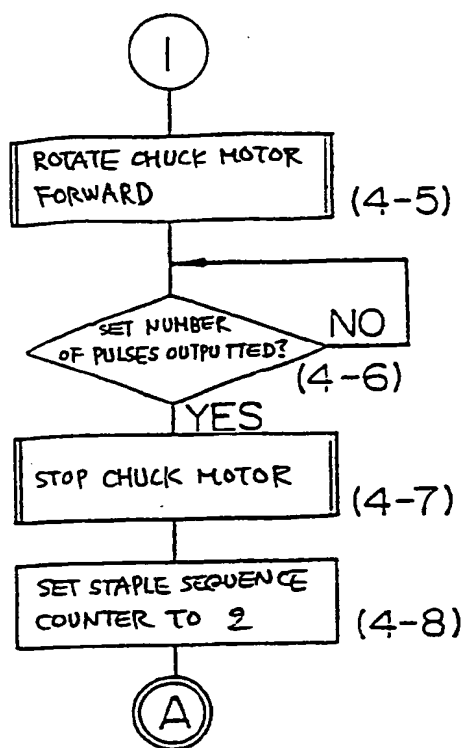 I
ROTATE CHUCK MOTOR
FORWARD
(4-5)
SET NUMBER
OF PULSES OUTPUTTED?
NO
(4-6)
YES
STOP CHUCK MOTOR
(4-7)
SET STAPLE SEQUENCE
COUNTER TO 2
(4-8)
A